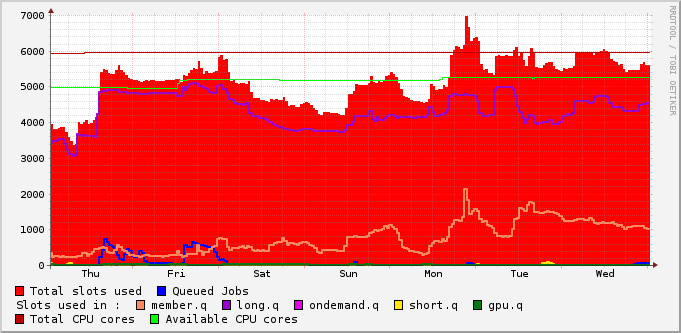 7000
6000
5000
4000
3000
2000
1000
0
Thu Fri Sat Sun Mon Tue Wed
Total slots used Queued Jobs
Slots used in : member.q long.q ondemand.q short.q gpu.q
Total CPU cores Available CPU cores
RRDTOOL / TOBI OETIKER